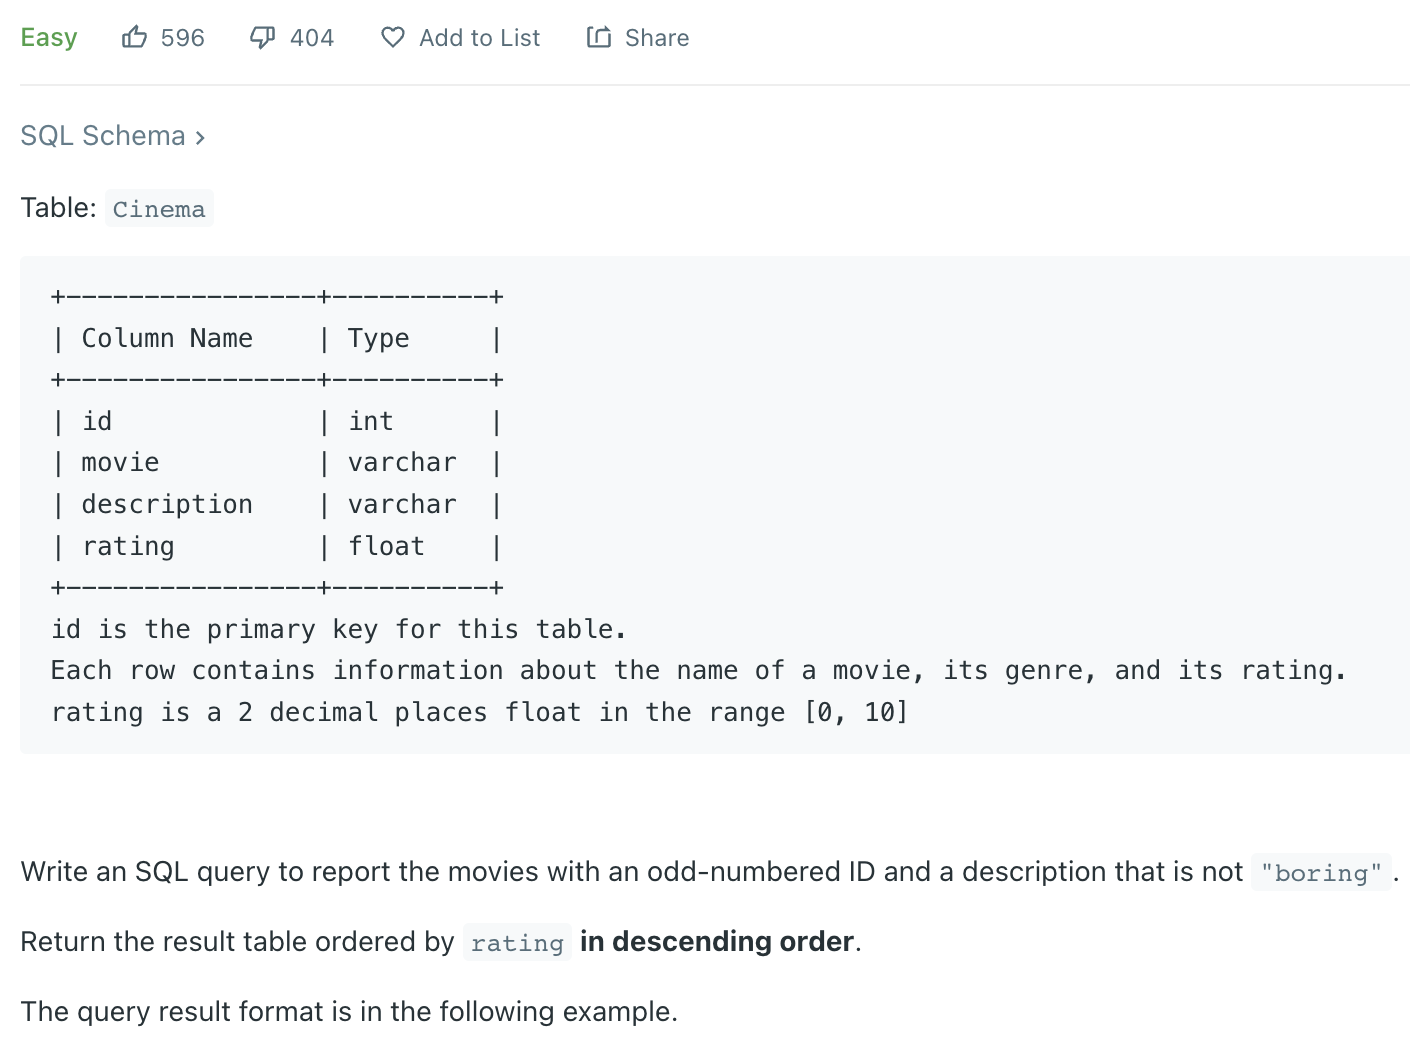 Easy 596 404 Add to List Share
SQL Schema >
Table: Cinema
+----------------+----------+
| Column Name    | Type     |
+----------------+----------+
| id             | int      |
| movie          | varchar  |
| description    | varchar  |
| rating         | float    |
+----------------+----------+
id is the primary key for this table.
Each row contains information about the name of a movie, its genre, and its rating.
rating is a 2 decimal places float in the range [0, 10]
Write an SQL query to report the movies with an odd-numbered ID and a description that is not "boring".
Return the result table ordered by rating in descending order.
The query result format is in the following example.